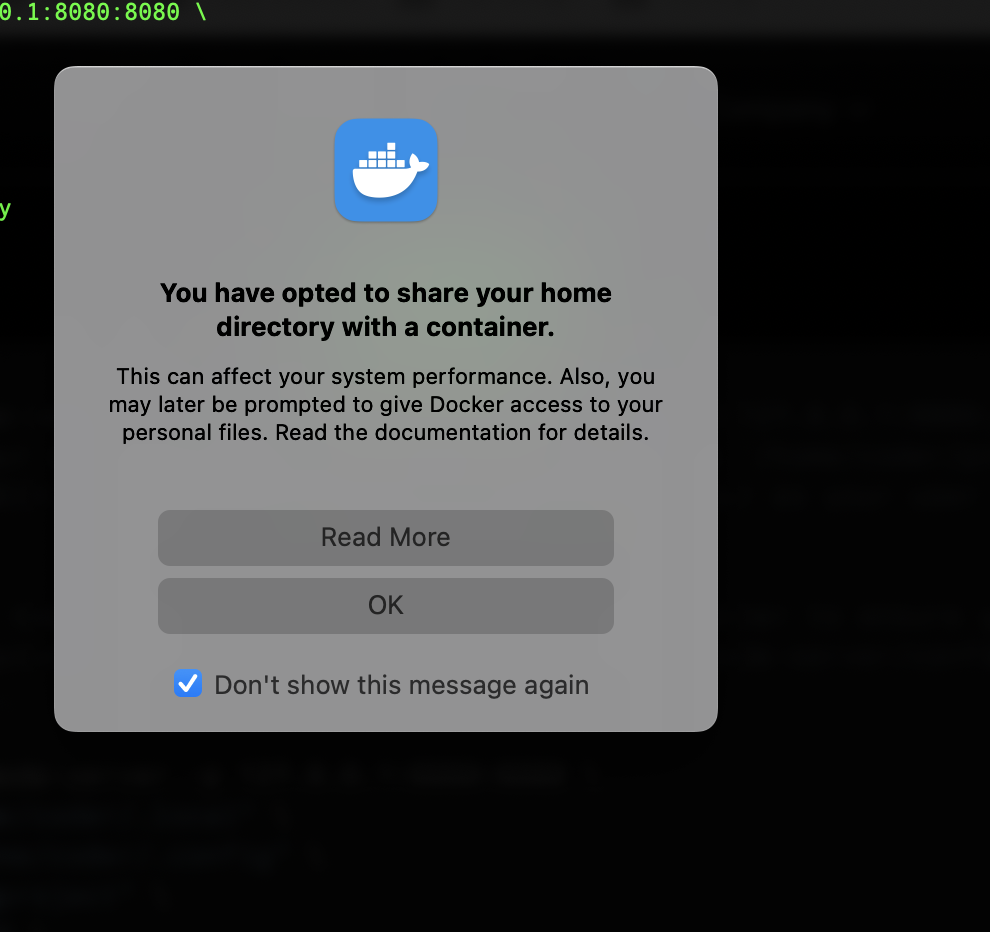 0.1:8080:8080 \
y
You have opted to share your home
directory with a container.
This can affect your system performance. Also, you
may later be prompted to give Docker access to your
personal files. Read the documentation for details.
Read More
OK
Don't show this message again